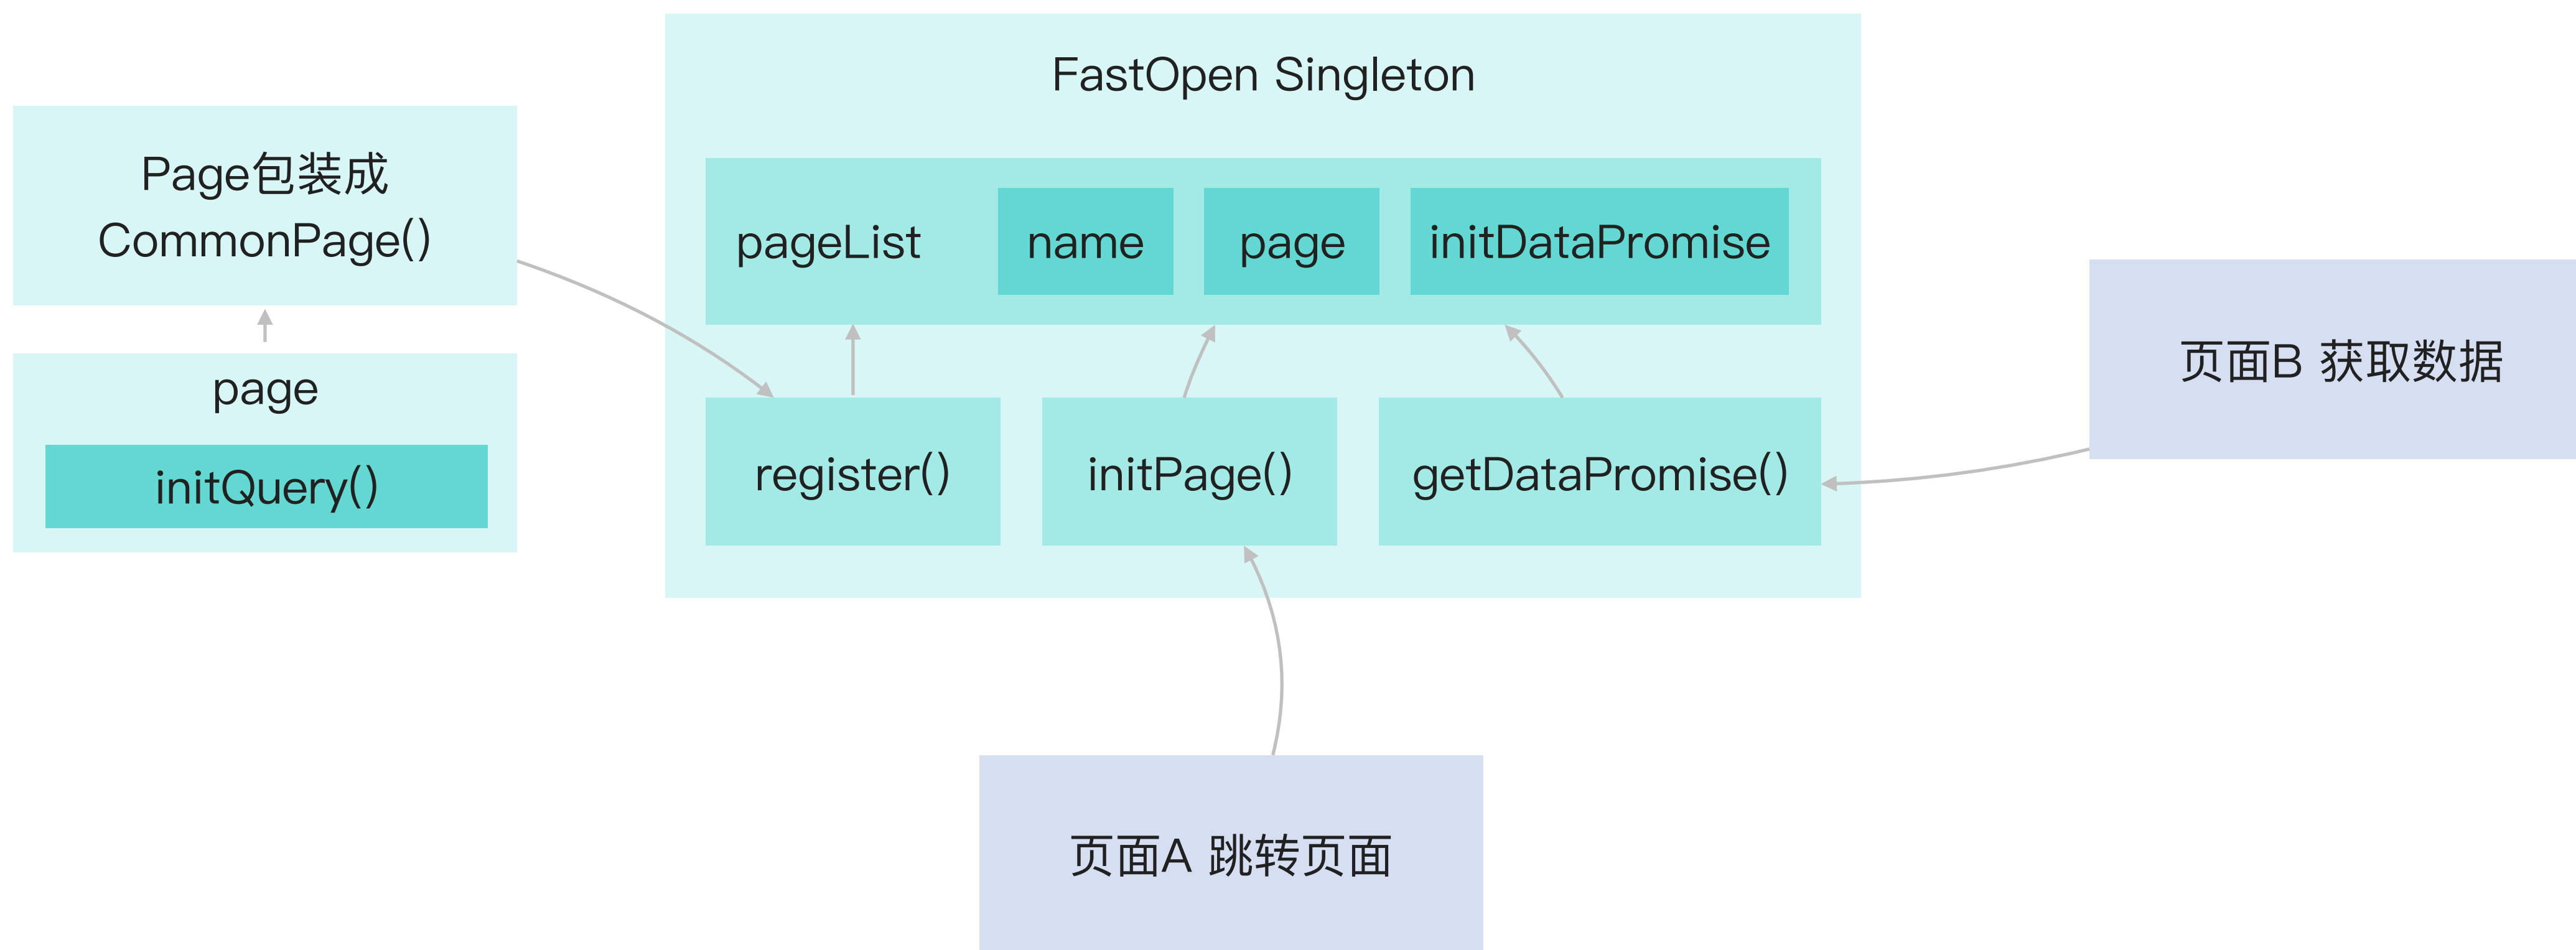 FastOpen Singleton
Page包装成
CommonPage()
page
initQuery()
pageList
name
page
initDataPromise
register()
initPage()
getDataPromise()
页面B 获取数据
页面A 跳转页面